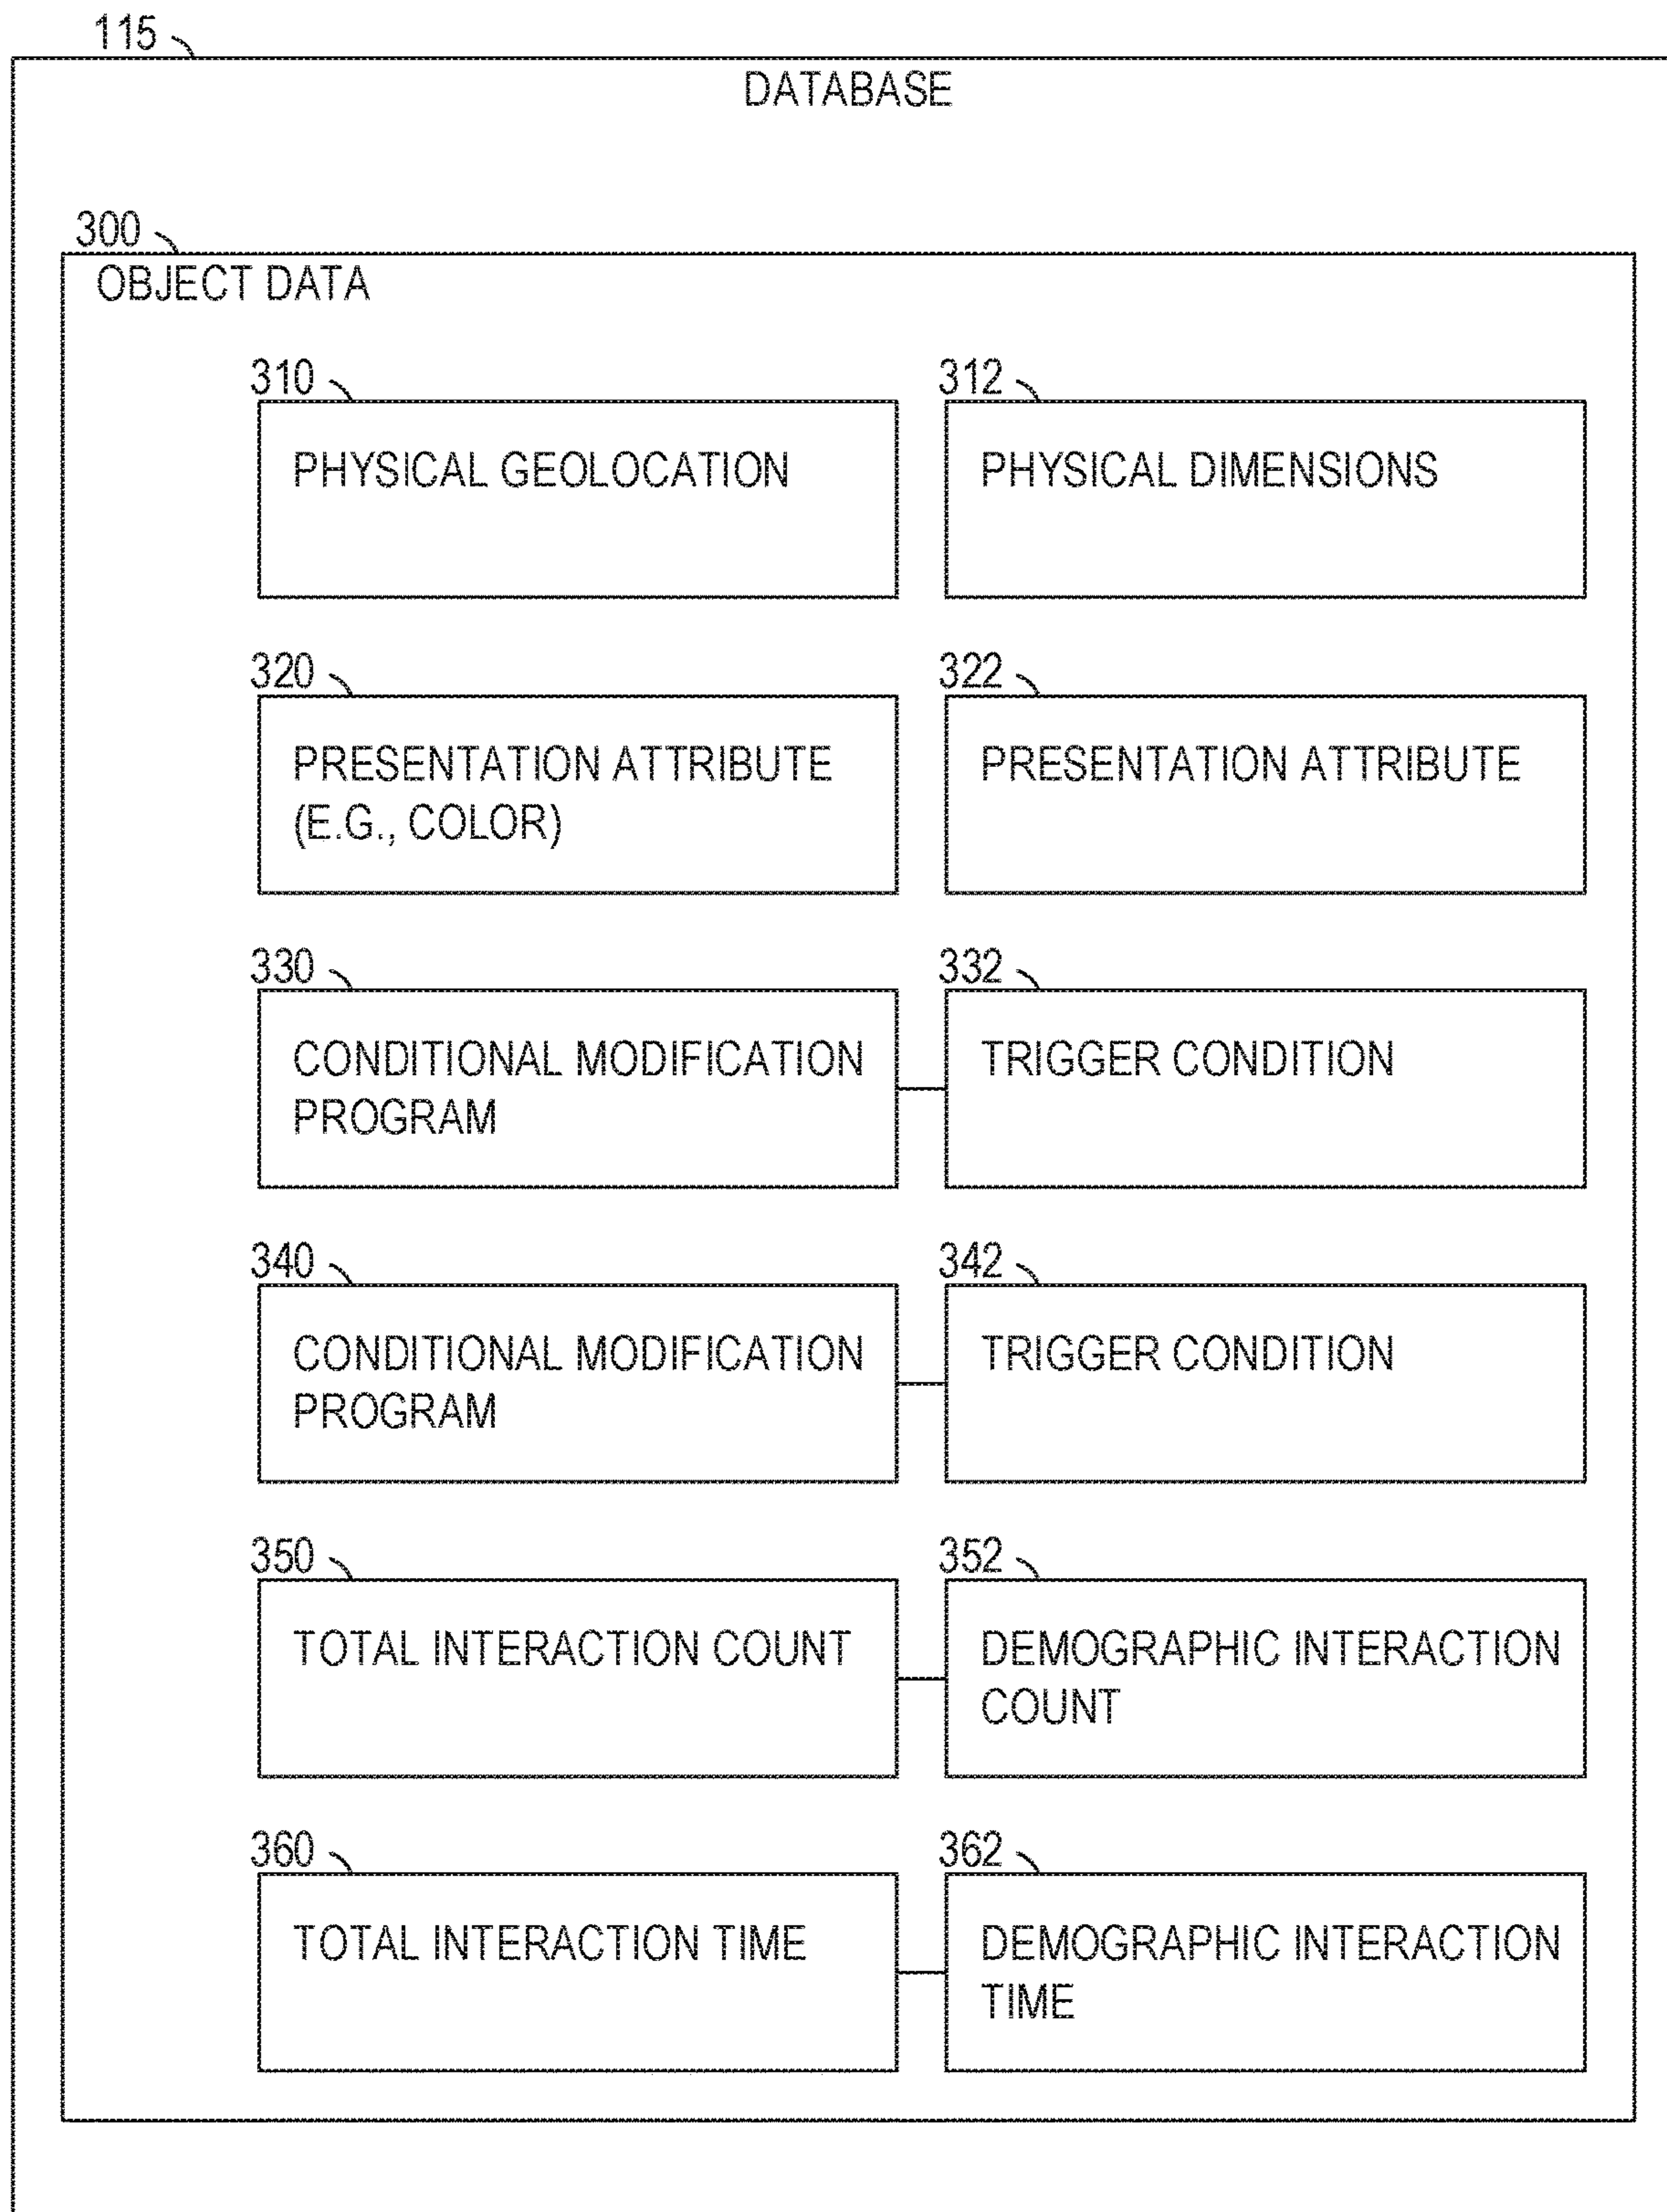 115
DATABASE
300
OBJECT DATA
310
312
PHYSICAL GEOLOCATION
PHYSICAL DIMENSIONS
320
322
PRESENTATION ATTRIBUTE
(E.G., COLOR)
PRESENTATION ATTRIBUTE
330
332
CONDITIONAL MODIFICATION
PROGRAM
TRIGGER CONDITION
340
342
CONDITIONAL MODIFICATION
PROGRAM
TRIGGER CONDITION
350
352
TOTAL INTERACTION COUNT
DEMOGRAPHIC INTERACTION
COUNT
360
362
TOTAL INTERACTION TIME
DEMOGRAPHIC INTERACTION
TIME